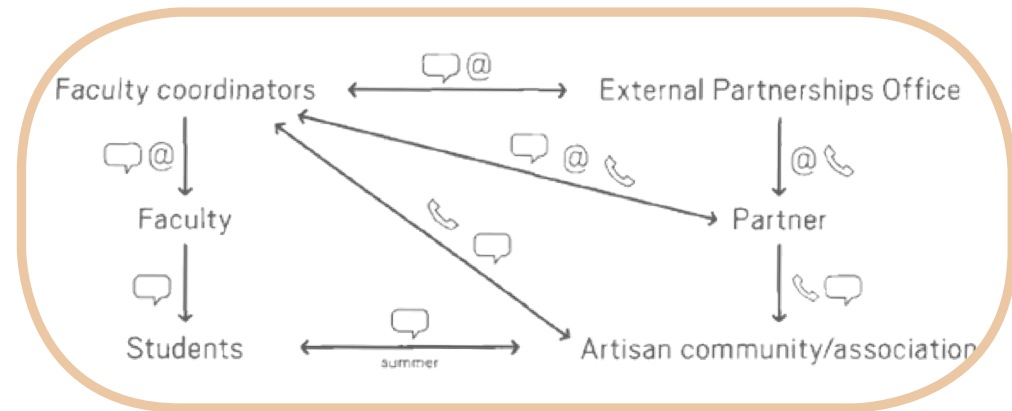 @
Faculty coordinators
External Partnerships Office
@
@
@
Faculty
Partner
Students
summer
Artisan community/association